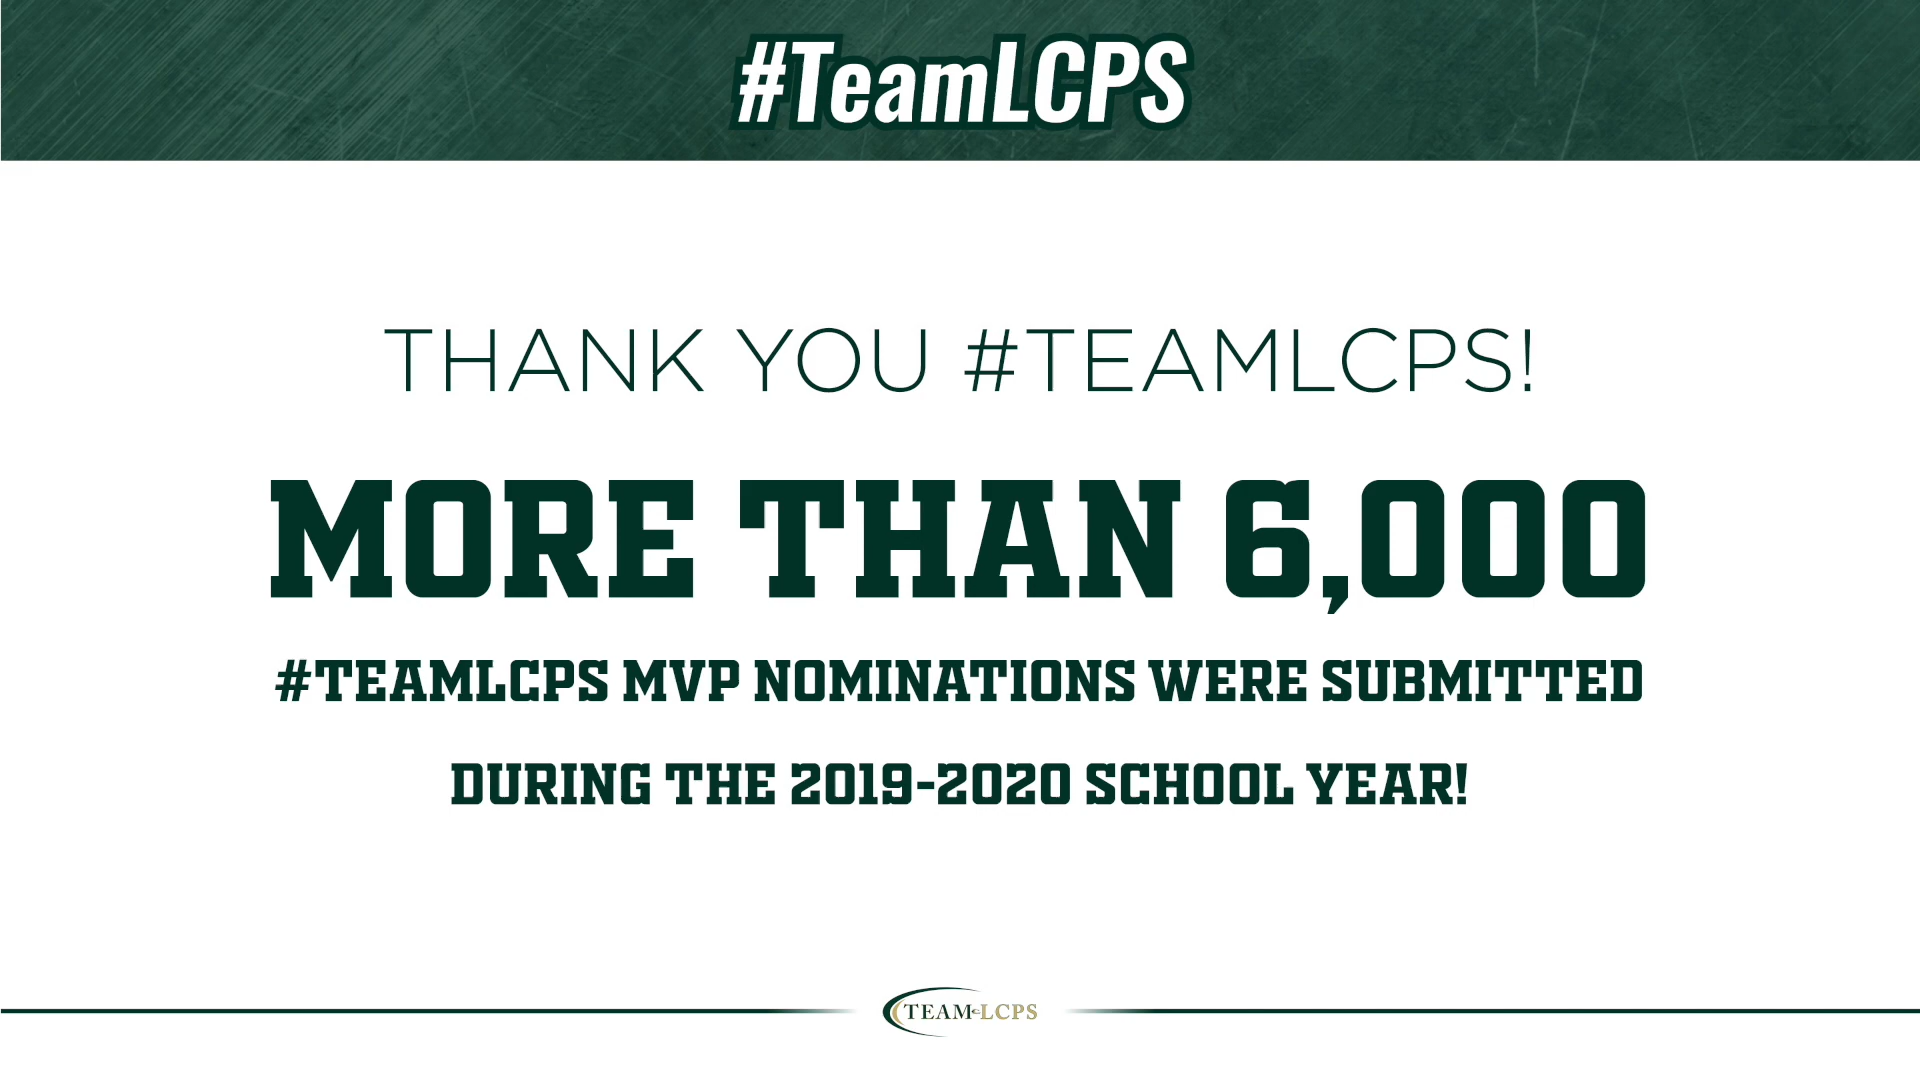 #TeamLCPS
THANK YOU #TEAMLCPS!
MORE THAN 6,000
#TEAMLCPS MVP NOMINATIONS WERE SUBMITTED
DURING THE 2019-2020 SCHOOL YEAR!
TEAM LCPS